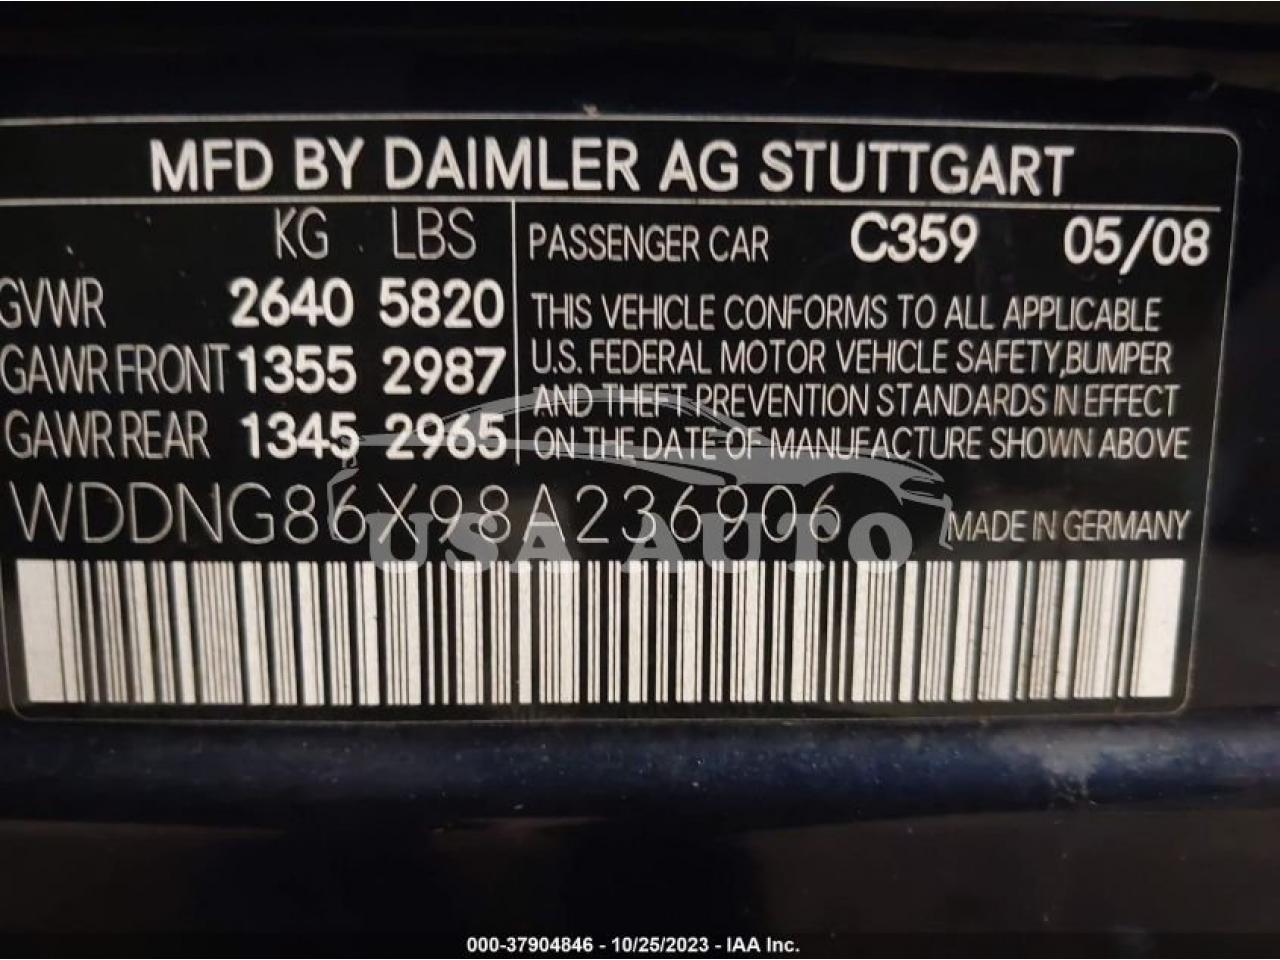 MFD BY DAIMLER AG STUTTGART
KG LBS
GVWR 2640 5820
GAWR FRONT 1355 2987
GAWR REAR 1345 2965
PASSENGER CAR C359 05/08
THIS VEHICLE CONFORMS TO ALL APPLICABLE
U.S. FEDERAL MOTOR VEHICLE SAFETY, BUMPER
AND THEFT PREVENTION STANDARDS IN EFFECT
ON THE DATE OF MANUFACTURE SHOWN ABOVE
WDDNG86X98A236906 MADE IN GERMANY
USA AUTO
000-37904846 - 10/25/2023 - IAA Inc.